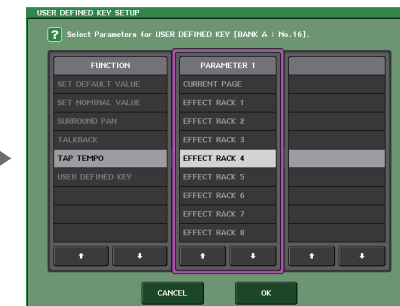 USER DEFINED KEY SETUP
? Select Parameters for USER DEFINED KEY [BANK A : No.16].
FUNCTION
SET DEFAULT VALUE
SET NOMINAL VALUE
SURROUND PAN
TALKBACK
TAP TEMPO
USER DEFINED KEY
PARAMETER 1
CURRENT PAGE
EFFECT RACK 1
EFFECT RACK 2
EFFECT RACK 3
EFFECT RACK 4
EFFECT RACK 5
EFFECT RACK 6
EFFECT RACK 7
EFFECT RACK 8
CANCEL
OK